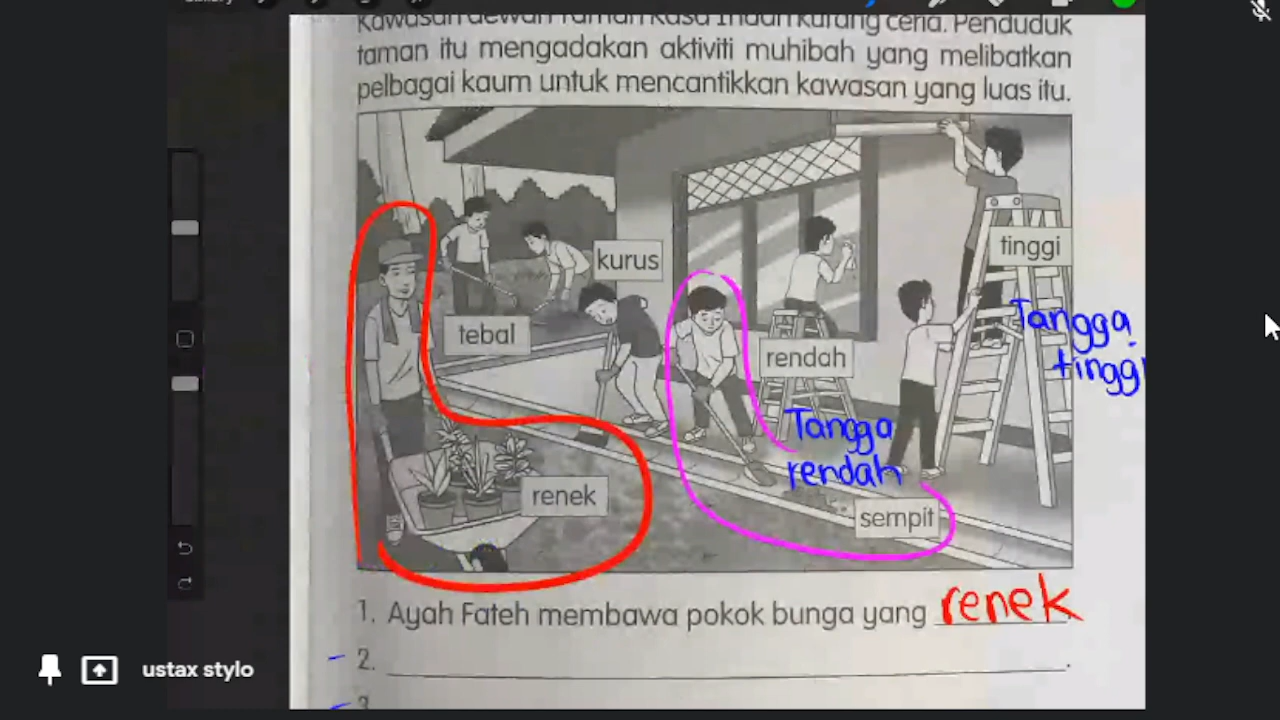 Kawasan dewan Taman Rasa Indah kurang ceria. Penduduk
taman itu mengadakan aktiviti muhibah yang melibatkan
pelbagai kaum untuk mencantikkan kawasan yang luas itu.
kurus
tinggi
tebal
rendah
Tangga
tinggi
Tangga
rendah
renek
sempit
1. Ayah Fateh membawa pokok bunga yang renek.
2.
3
ustax stylo